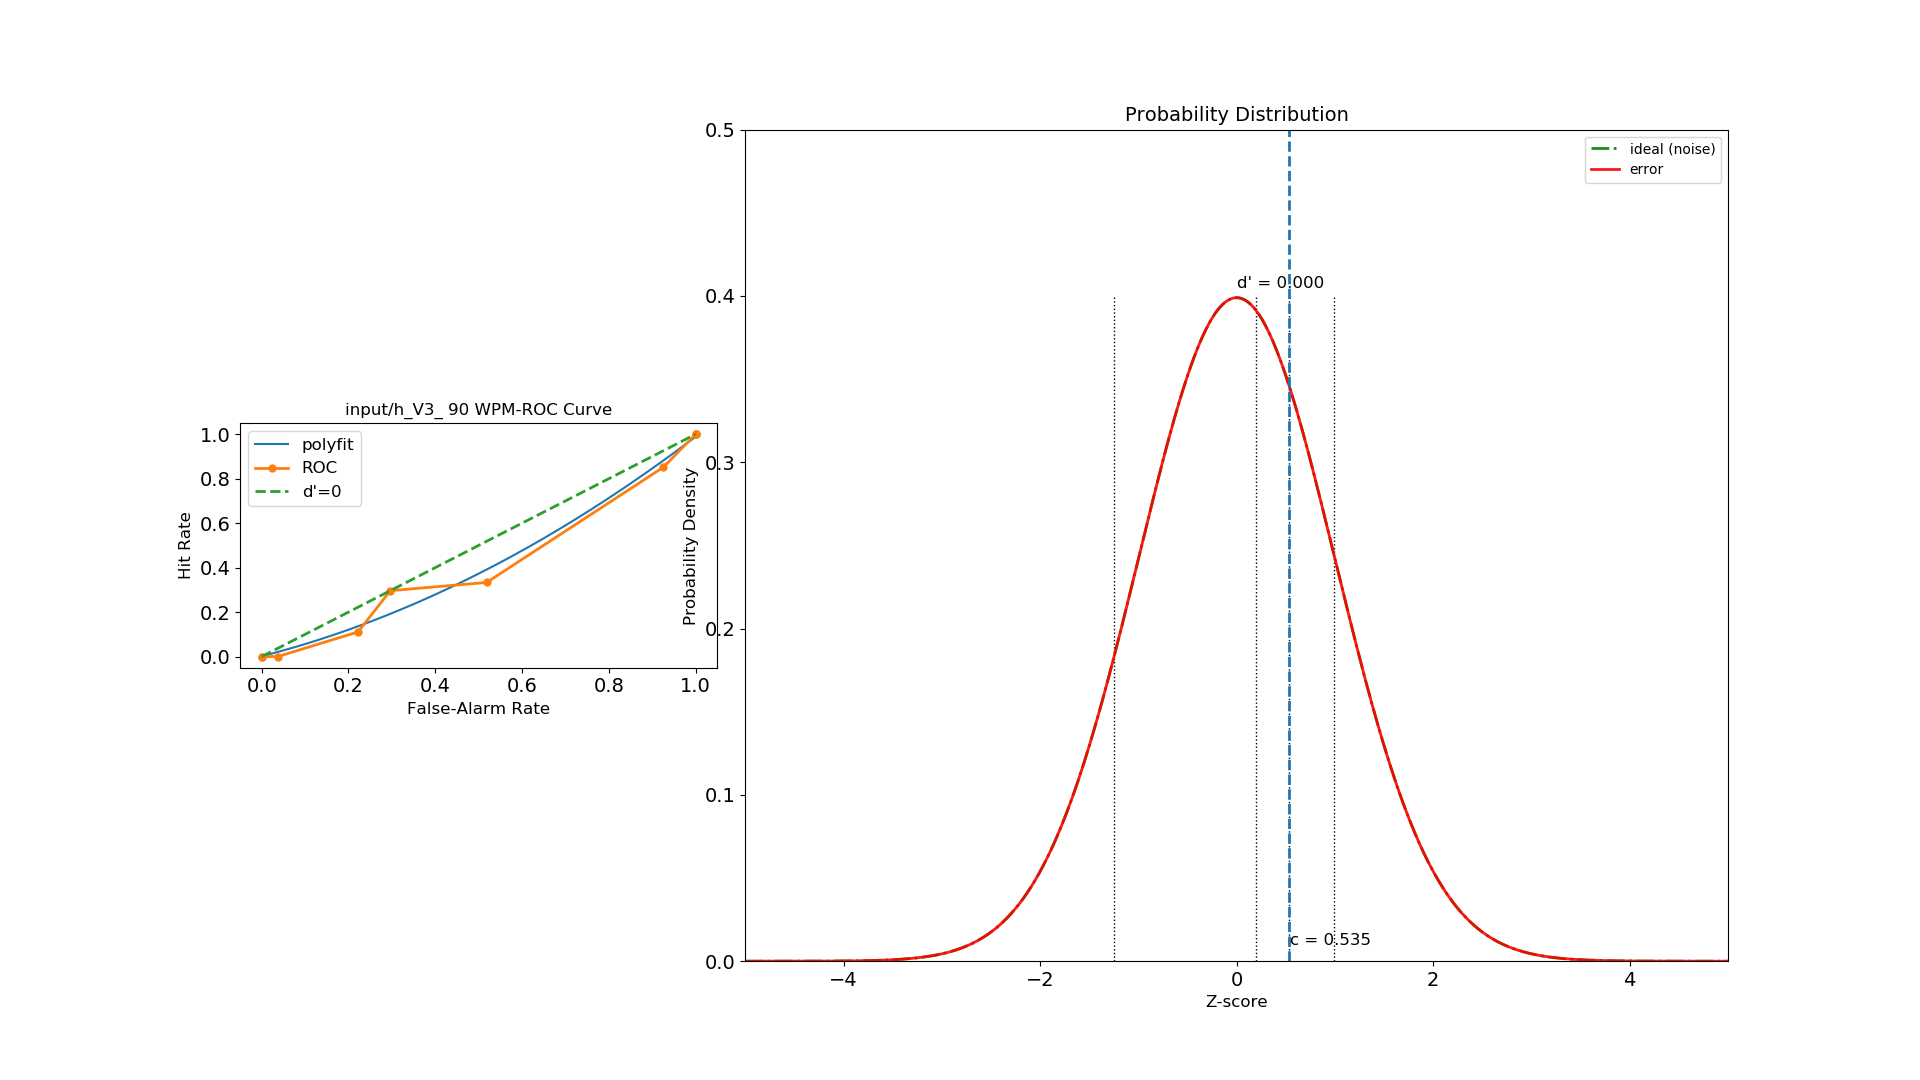 input/h_V3_ 90 WPM-ROC Curve
polyfit
ROC
d'=0
Hit Rate
1.0
0.8
0.6
0.4
0.2
0.0
0.0 0.2 0.4 0.6 0.8 1.0
False-Alarm Rate
Probability Distribution
ideal (noise)
error
Probability Density
0.5
0.4
0.3
0.2
0.1
0.0
d' = 0.000
c = 0.535
−4 −2 0 2 4
Z-score